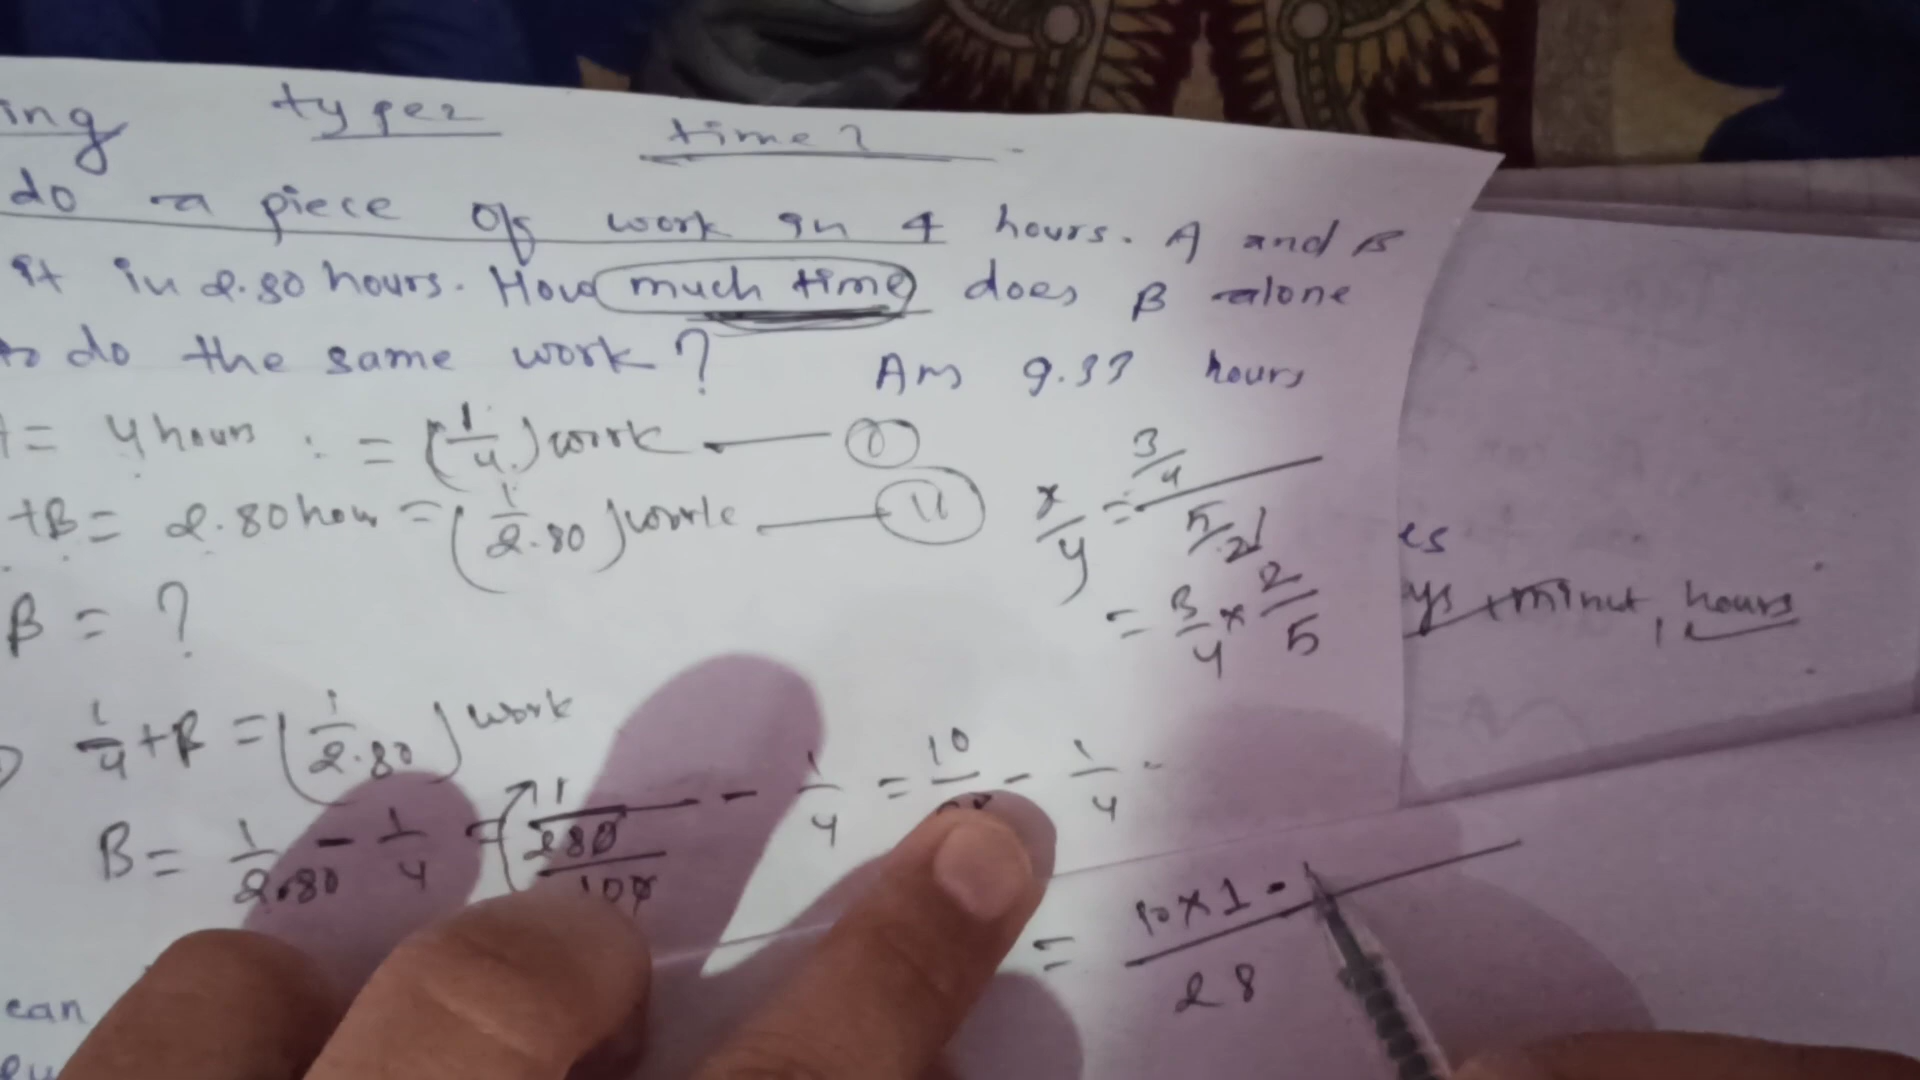 ing type2 time?
do a piece of work in 4 hours. A and B
it in 2.80 hours. How much time does B alone
to do the same work? Ans 9.33 hours
= 4 hours : = (1/4) work —
+B = 2.80 hour = (1/2.80) work — (11)
x/y = 3/4 / 5/2
= 3/4 × 2/5
es
minut, hours
B = ?
1/4 + B = (1/2.80) work
B = 1/2.80 - 1/4 = 1 / 280/100 - 1/4 = 10/ - 1/4
= 10×1 - 1 / 28
ean